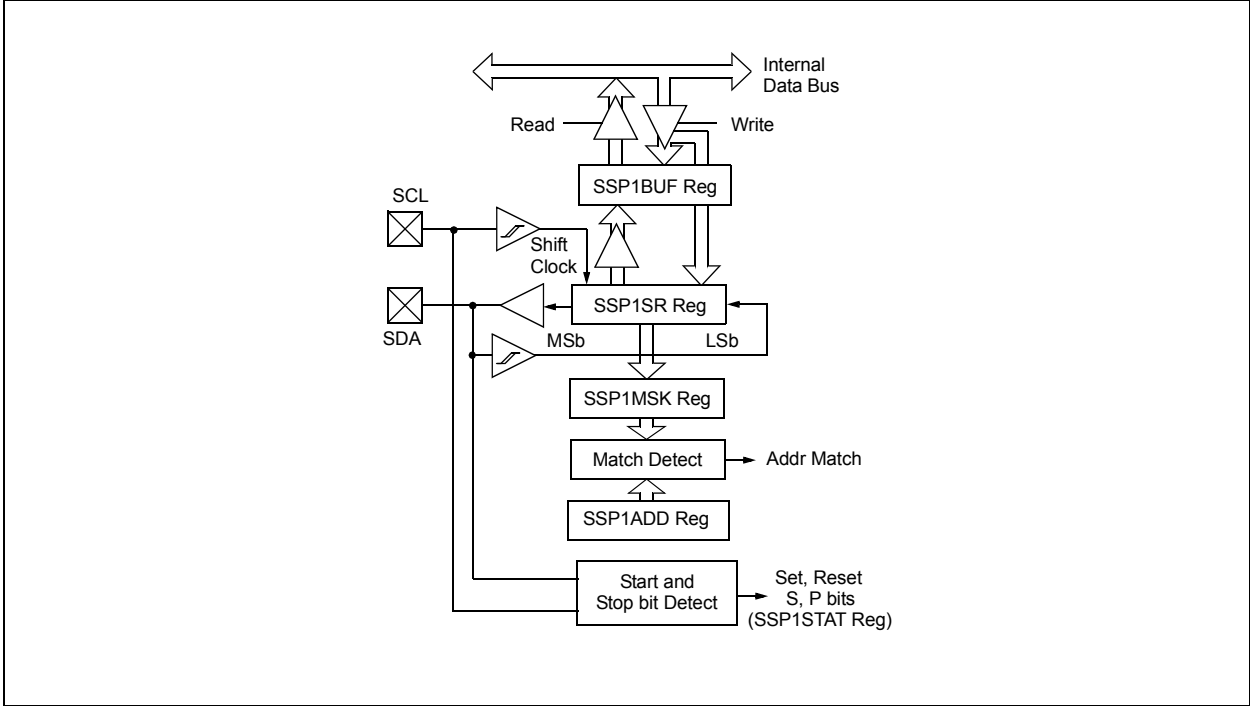 Internal
Data Bus
Read
Write
SSP1BUF Reg
SCL
Shift
Clock
SSP1SR Reg
SDA
MSb
LSb
SSP1MSK Reg
Match Detect
Addr Match
SSP1ADD Reg
Start and
Stop bit Detect
Set, Reset
S, P bits
(SSP1STAT Reg)